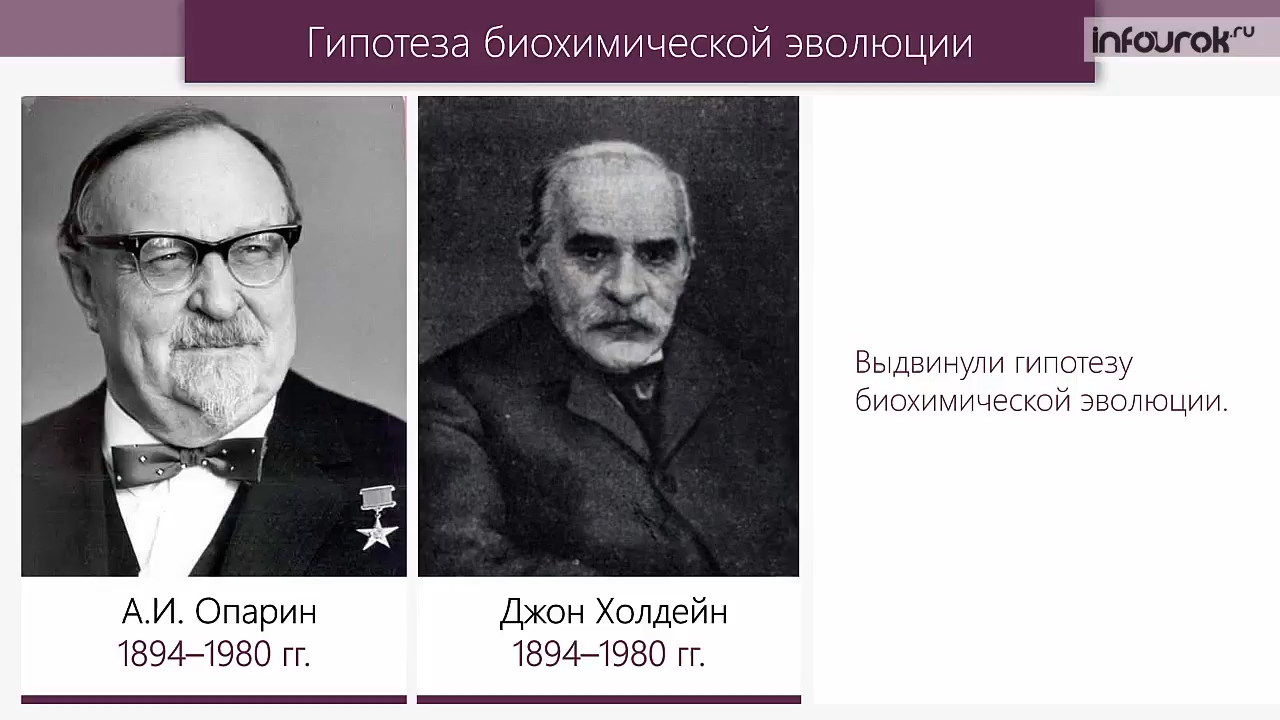 Гипотеза биохимической эволюции
infourok.ru
Выдвинули гипотезу
биохимической эволюции.
А.И. Опарин
1894–1980 гг.
Джон Холдейн
1894–1980 гг.